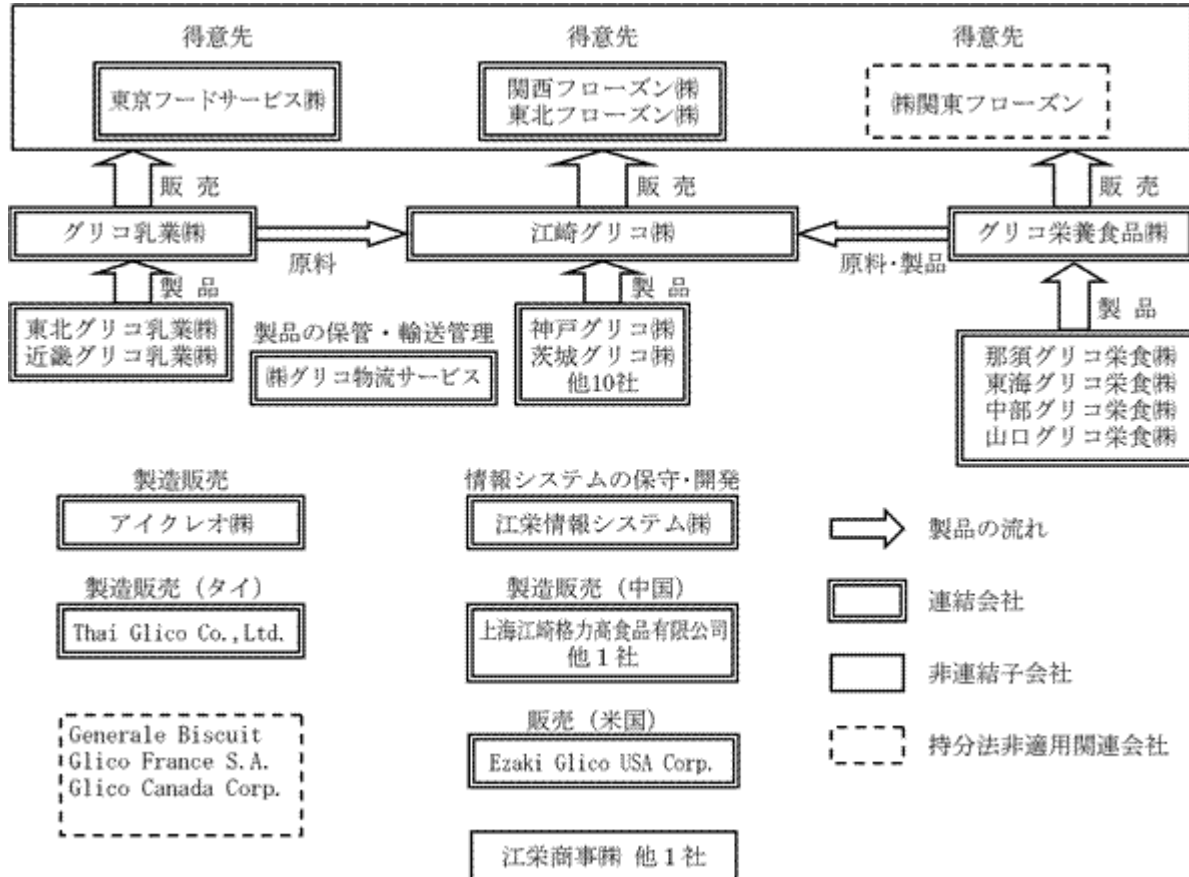 得意先
得意先
得意先
東京フードサービス㈱
関西フローズン㈱
東北フローズン㈱
㈱関東フローズン
販 売
販 売
販 売
グリコ乳業㈱
江崎グリコ㈱
グリコ栄養食品㈱
原料
原料・製品
製 品
製 品
製 品
東北グリコ乳業㈱
近畿グリコ乳業㈱
製品の保管・輸送管理
㈱グリコ物流サービス
神戸グリコ㈱
茨城グリコ㈱
他10社
那須グリコ栄食㈱
東海グリコ栄食㈱
中部グリコ栄食㈱
山口グリコ栄食㈱
製造販売
アイクレオ㈱
情報システムの保守・開発
江栄情報システム㈱
製品の流れ
製造販売 (タイ)
Thai Glico Co.,Ltd.
製造販売 (中国)
上海江崎格力高食品有限公司
他１社
連結会社
非連結子会社
Generale Biscuit
Glico France S.A.
Glico Canada Corp.
販売 (米国)
Ezaki Glico USA Corp.
持分法非適用関連会社
江栄商事㈱ 他１社